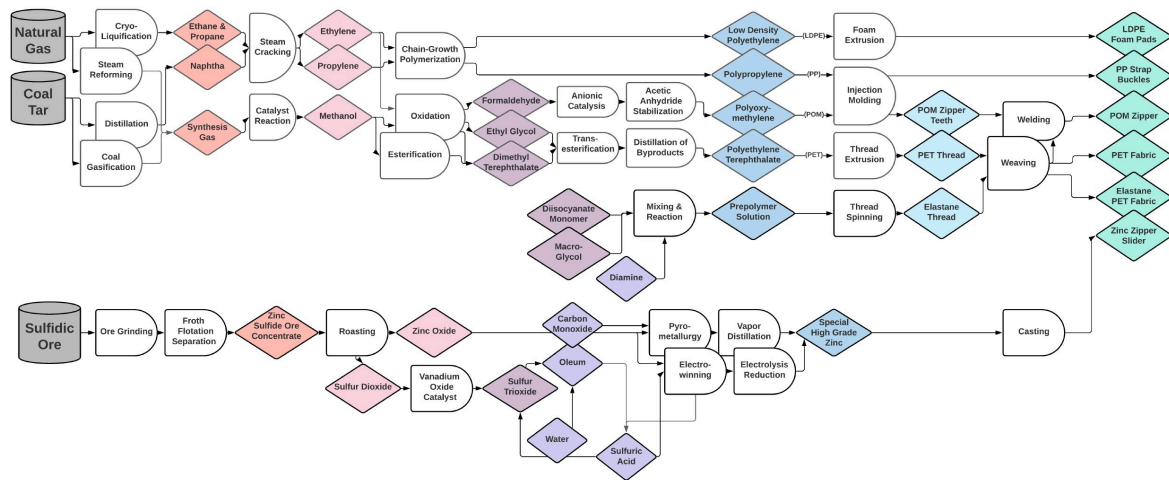 Natural
Gas
Coal
Tar
Cryo-
Liquification
Steam
Reforming
Distillation
Coal
Gasification
Ethane &
Propane
Naphtha
Synthesis
Gas
Steam
Cracking
Catalyst
Reaction
Ethylene
Propylene
Methanol
Chain-Growth
Polymerization
Oxidation
Esterification
Formaldehyde
Ethyl Glycol
Dimethyl
Terephthalate
Anionic
Catalysis
Acetic
Anhydride
Stabilization
Trans-
esterification
Distillation of
Byproducts
Low Density
Polyethylene
Polypropylene
Polyoxy-
methylene
Polyethylene
Terephthalate
(LDPE)
(PP)
(POM)
(PET)
Foam
Extrusion
Injection
Molding
Thread
Extrusion
POM Zipper
Teeth
PET Thread
Welding
Weaving
LDPE
Foam Pads
PP Strap
Buckles
POM Zipper
PET Fabric
Elastane
PET Fabric
Zinc Zipper
Slider
Diisocyanate
Monomer
Macro-
Glycol
Diamine
Mixing &
Reaction
Prepolymer
Solution
Thread
Spinning
Elastane
Thread
Sulfidic
Ore
Ore Grinding
Froth
Flotation
Separation
Zinc
Sulfide Ore
Concentrate
Roasting
Zinc Oxide
Sulfur Dioxide
Vanadium
Oxide
Catalyst
Sulfur
Trioxide
Carbon
Monoxide
Oleum
Water
Sulfuric
Acid
Pyro-
metallurgy
Vapor
Distillation
Electro-
winning
Electrolysis
Reduction
Special
High Grade
Zinc
Casting